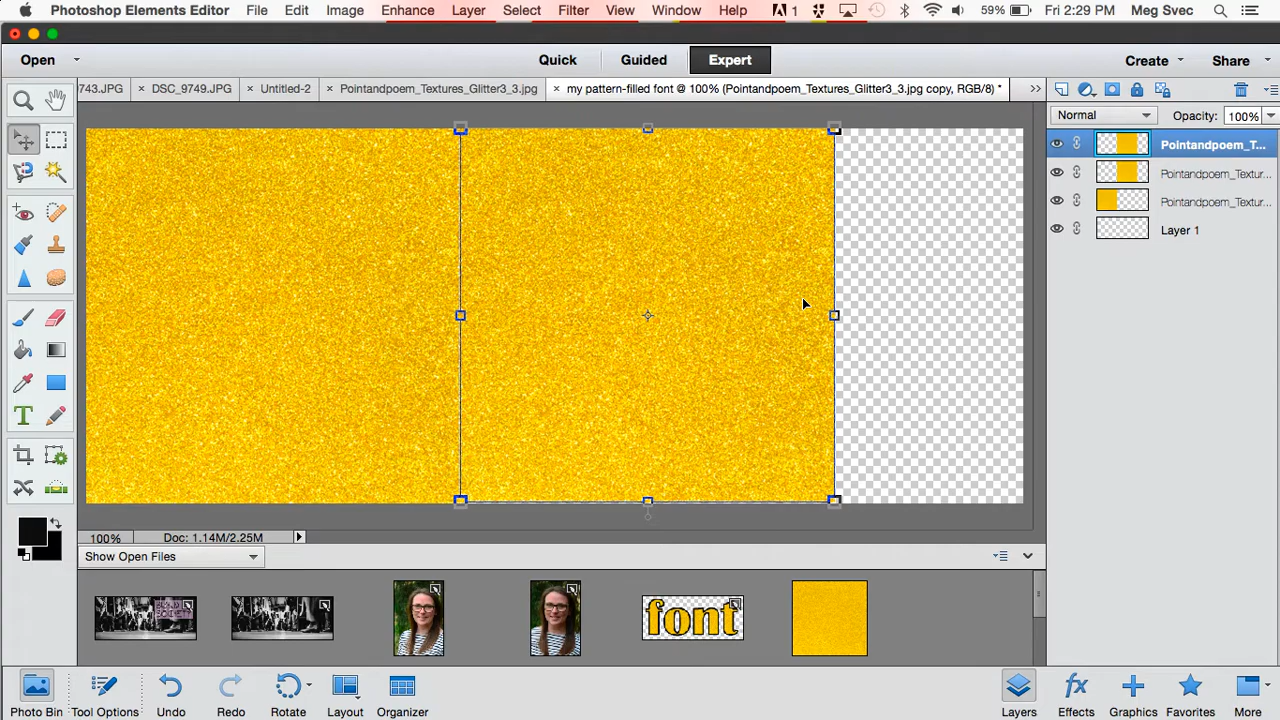 Photoshop Elements Editor File Edit Image Enhance Layer Select Filter View Window Help 1 59% Fri 2:29 PM Meg Svec
Open Quick Guided Expert Create Share
743.JPG × DSC_9749.JPG × Untitled-2 × Pointandpoem_Textures_Glitter3_3.jpg × my pattern-filled font @ 100% (Pointandpoem_Textures_Glitter3_3.jpg copy, RGB/8) * »
Normal Opacity: 100%
Pointandpoem_T...
Pointandpoem_Textur...
Pointandpoem_Textur...
Layer 1
T
100% Doc: 1.14M/2.25M
Show Open Files
font
Photo Bin Tool Options Undo Redo Rotate Layout Organizer Layers Effects Graphics Favorites More